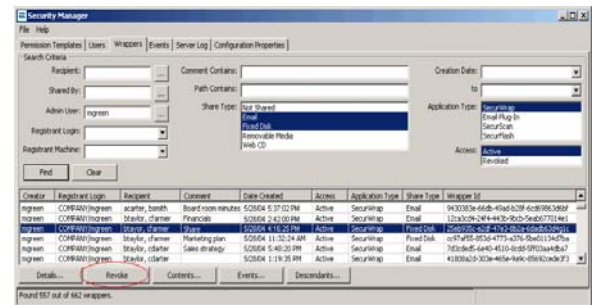 Security Manager
File Help
Permission Templates Users Wrappers Events Server Log Configuration Properties
Search Criteria
Recipient: ... Comment Contains: Creation Date:
Shared By: ... Path Contains: to
Admin User: mgreen ... Share Type: Not Shared Application Type: SecurWrap
Email Email Plug-In
Registrant Login: Fixed Disk SecurScan
Removable Media SecurFlash
Registrant Machine: Web CD Access: Active
Revoked
Find Clear
Creator Registrant Login Recipient Comment Date Created Access Application Type Share Type Wrapper Id
mgreen COMPANY/mgreen acarter, bsmith Board room minutes 5/28/04 5:37:02 PM Active SecurWrap Email
mgreen COMPANY/mgreen btaylor, cfarmer Financials 5/28/04 2:42:00 PM Active SecurWrap Email
mgreen COMPANY/mgreen btaylor, cfarmer Share 5/28/04 4:18:25 PM Active SecurWrap Fixed Disk
mgreen COMPANY/mgreen btaylor, cfarmer Marketing plan 5/28/04 11:32:24 AM Active SecurWrap Fixed Disk
mgreen COMPANY/mgreen btaylor, cfarmer Sales strategy 5/28/04 5:40:20 PM Active SecurWrap Email
mgreen COMPANY/mgreen btaylor, cfarmer 5/28/04 1:19:35 PM Active SecurWrap Email
Details... Revoke Contents... Events... Descendants...
Found 557 out of 662 wrappers.